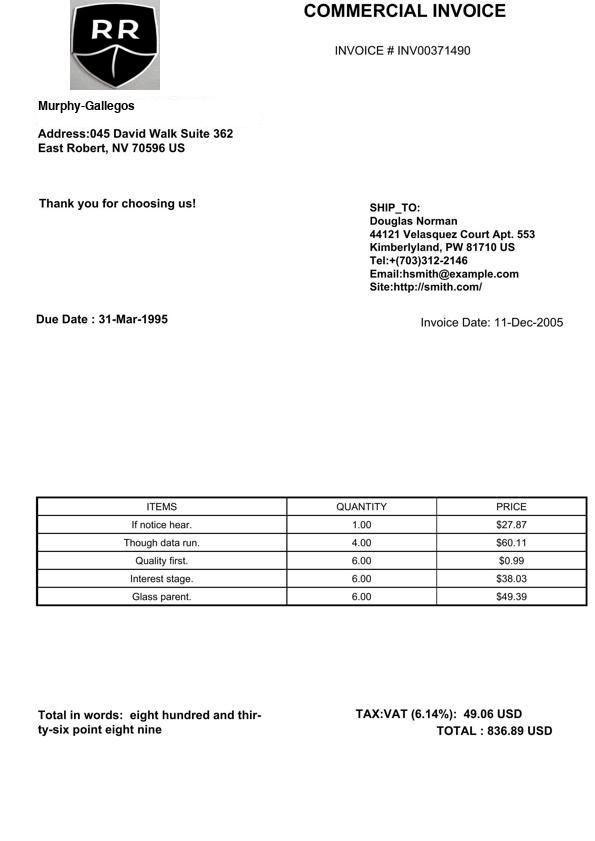 RR
COMMERCIAL INVOICE
INVOICE # INV00371490
Murphy-Gallegos
Address:045 David Walk Suite 362
East Robert, NV 70596 US
Thank you for choosing us!
SHIP_TO:
Douglas Norman
44121 Velasquez Court Apt. 553
Kimberlyland, PW 81710 US
Tel:+(703)312-2146
Email:hsmith@example.com
Site:http://smith.com/
Due Date : 31-Mar-1995
Invoice Date: 11-Dec-2005
ITEMS QUANTITY PRICE
If notice hear. 1.00 $27.87
Though data run. 4.00 $60.11
Quality first. 6.00 $0.99
Interest stage. 6.00 $38.03
Glass parent. 6.00 $49.39
Total in words: eight hundred and thir-
ty-six point eight nine
TAX:VAT (6.14%): 49.06 USD
TOTAL : 836.89 USD